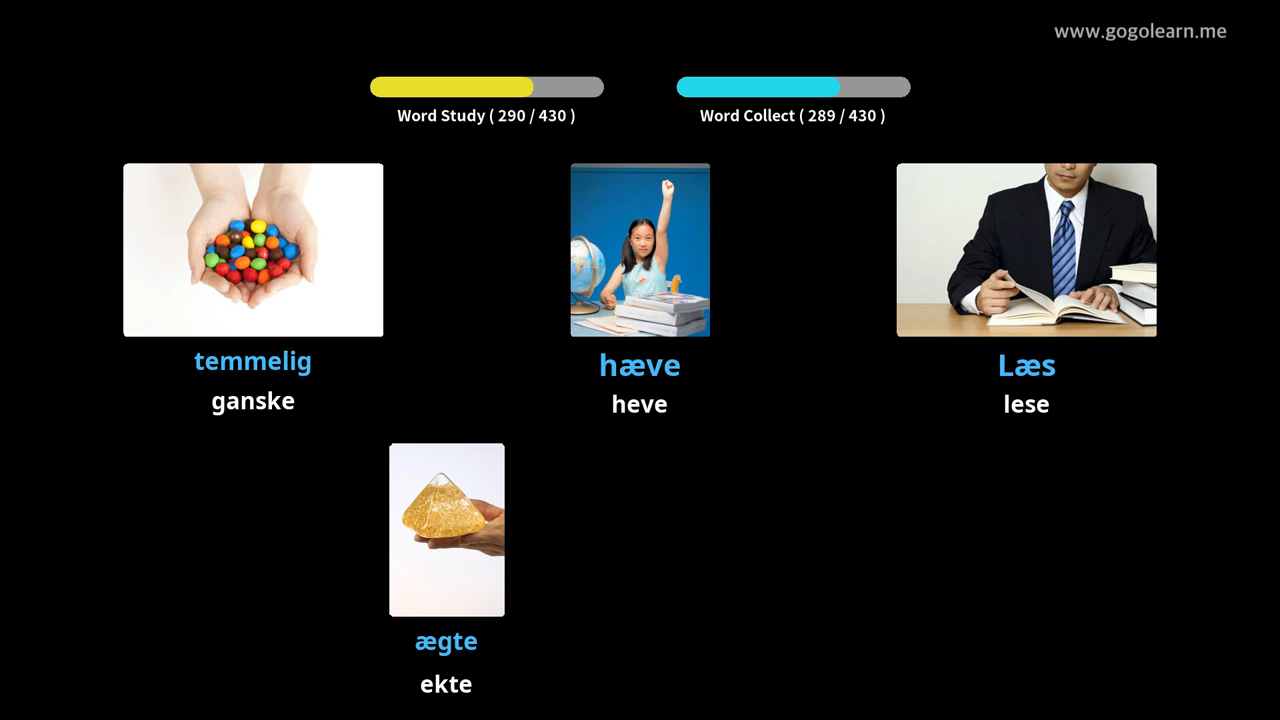 www.gogolearn.me
Word Study ( 290 / 430 )
Word Collect ( 289 / 430 )
temmelig
ganske
hæve
heve
Læs
lese
ægte
ekte